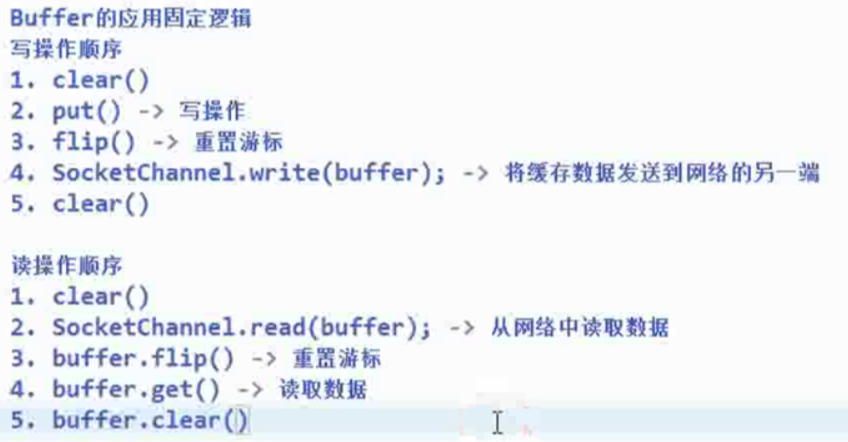 Buffer的应用固定逻辑
写操作顺序
1. clear()
2. put() -> 写操作
3. flip() -> 重置游标
4. SocketChannel.write(buffer); -> 将缓存数据发送到网络的另一端
5. clear()
读操作顺序
1. clear()
2. SocketChannel.read(buffer); -> 从网络中读取数据
3. buffer.flip() -> 重置游标
4. buffer.get() -> 读取数据
5. buffer.clear()